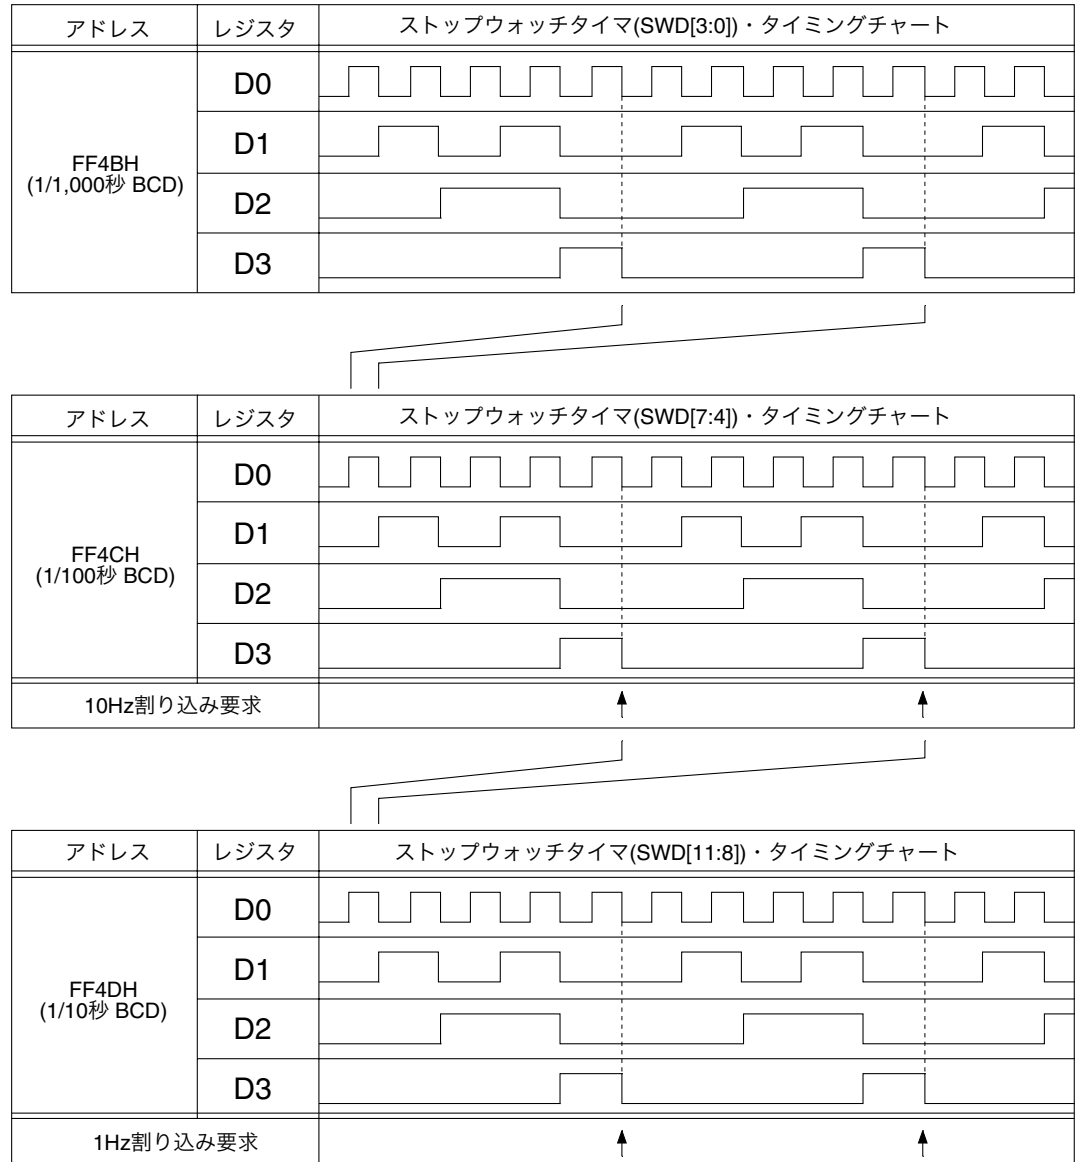 アドレス レジスタ ストップウォッチタイマ(SWD[3:0])・タイミングチャート
FF4BH
(1/1,000秒 BCD)
D0
D1
D2
D3
アドレス レジスタ ストップウォッチタイマ(SWD[7:4])・タイミングチャート
FF4CH
(1/100秒 BCD)
D0
D1
D2
D3
10Hz割り込み要求
アドレス レジスタ ストップウォッチタイマ(SWD[11:8])・タイミングチャート
FF4DH
(1/10秒 BCD)
D0
D1
D2
D3
1Hz割り込み要求